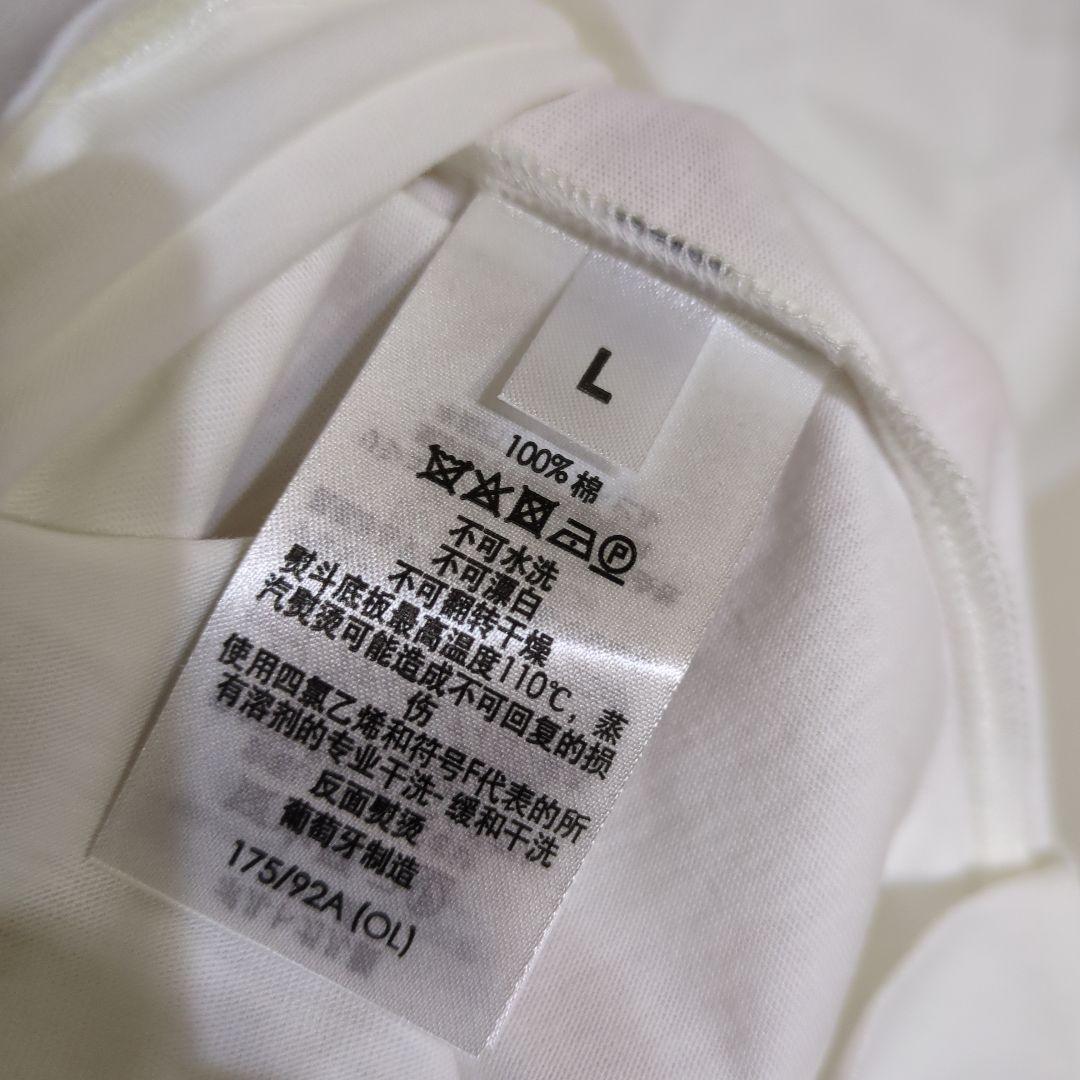 L
100% 棉
P
不可水洗
不可漂白
不可翻转干燥
熨斗底板最高温度110℃, 蒸
汽熨烫可能造成不可回复的损
伤
使用四氯乙烯和符号F代表的所
有溶剂的专业干洗-缓和干洗
反面熨烫
葡萄牙制造
175/92A (OL)